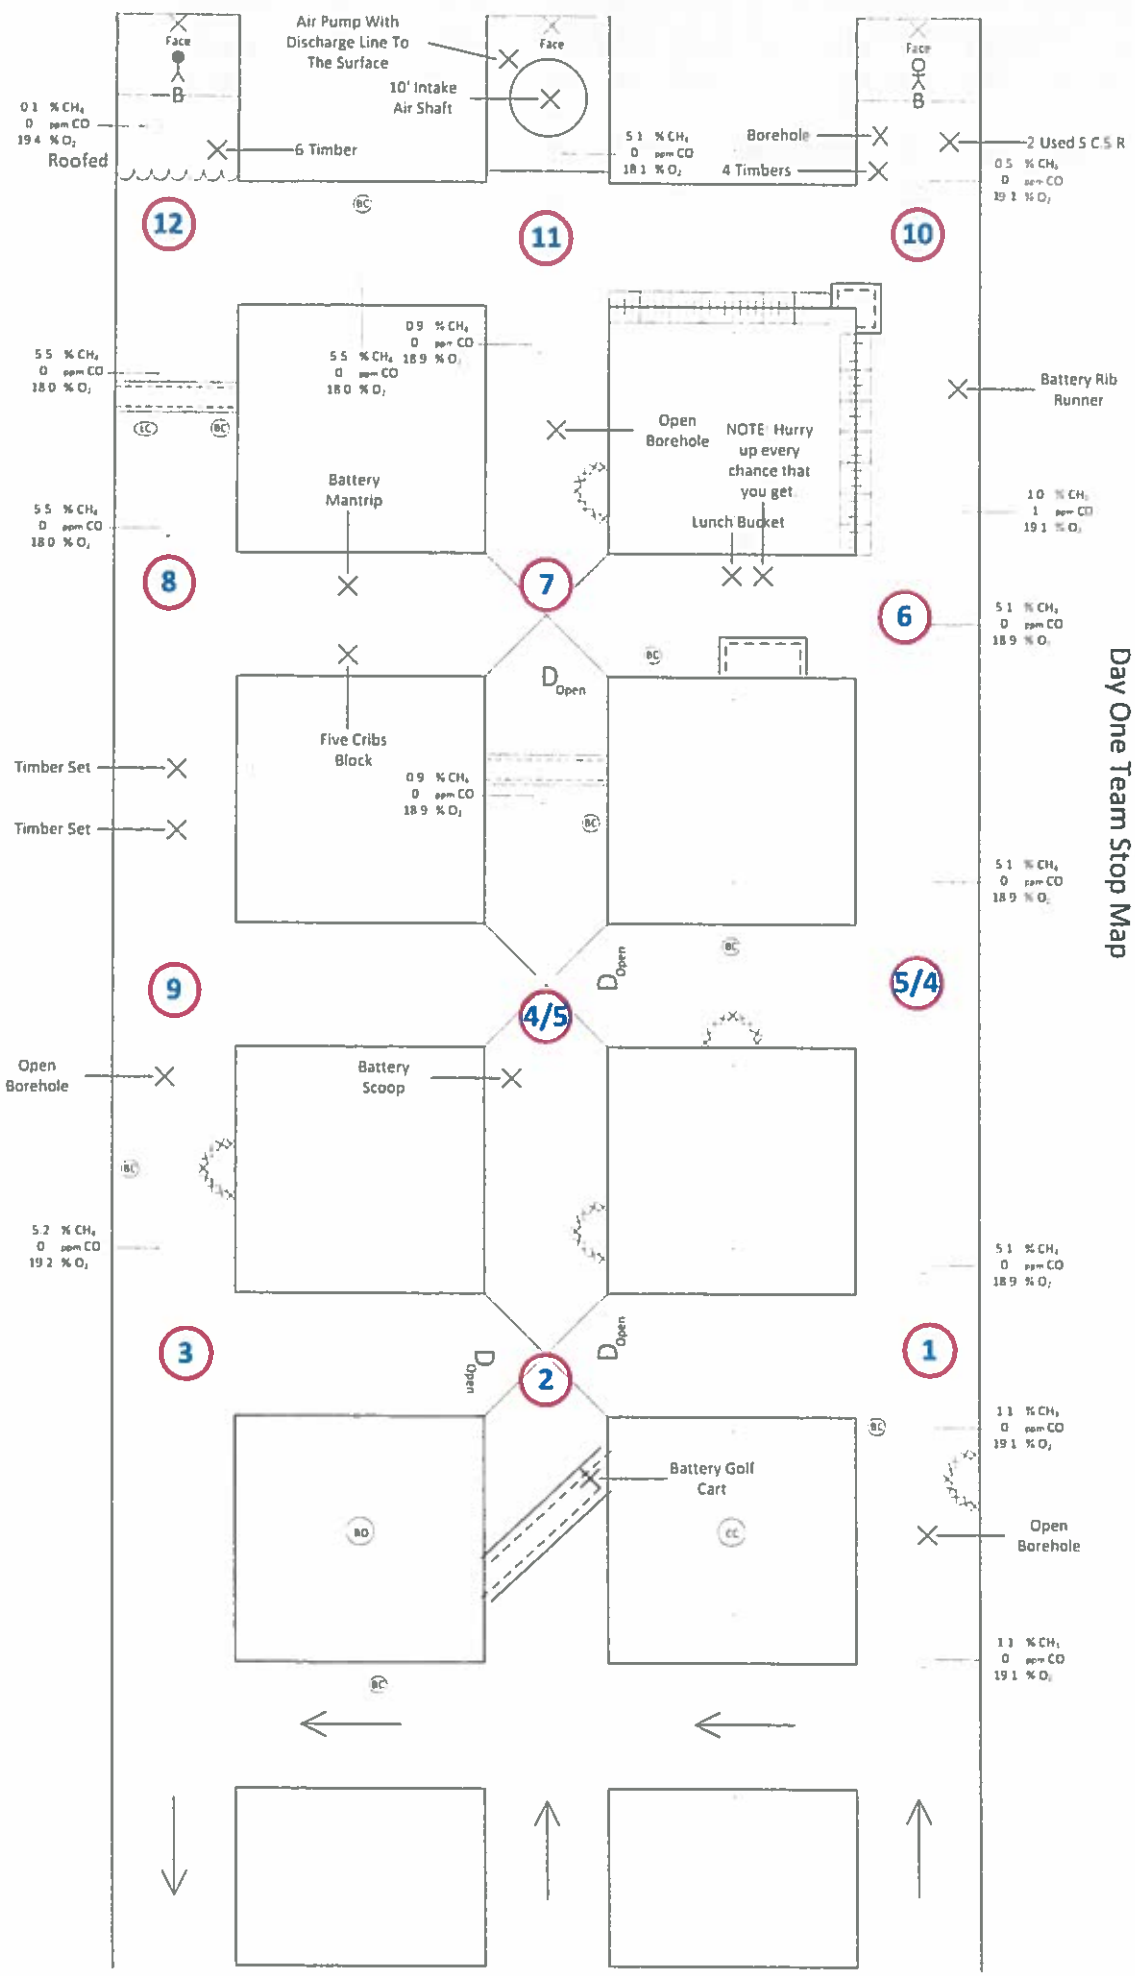 Air Pump With
Discharge Line To
The Surface
Face
Face
Face
10' Intake
Air Shaft
B
B
0.1 % CH₄
0 ppm CO
19.4 % O₂
Roofed
6 Timber
5.1 % CH₄
0 ppm CO
18.1 % O₂
Borehole
4 Timbers
2 Used S C S R
0.5 % CH₄
0 ppm CO
19.1 % O₂
BC
12
11
10
0.9 % CH₄
0 ppm CO
18.9 % O₂
5.5 % CH₄
0 ppm CO
18.0 % O₂
5.5 % CH₄
0 ppm CO
18.0 % O₂
Battery Rib
Runner
BC
Open
Borehole
NOTE Hurry
up every
chance that
you get
Lunch Bucket
Battery
Mantrip
5.5 % CH₄
0 ppm CO
18.0 % O₂
1.0 % CH₄
1 ppm CO
19.1 % O₂
8
7
6
5.1 % CH₄
0 ppm CO
18.9 % O₂
BC
D Open
Day One Team Stop Map
Five Cribs
Block
Timber Set
Timber Set
0.9 % CH₄
0 ppm CO
18.9 % O₂
BC
5.1 % CH₄
0 ppm CO
18.9 % O₂
BC
D Open
9
4/5
5/4
Open
Borehole
Battery
Scoop
BC
5.2 % CH₄
0 ppm CO
19.2 % O₂
5.1 % CH₄
0 ppm CO
18.9 % O₂
D Open
D Open
3
2
1
BC
1.1 % CH₄
0 ppm CO
19.1 % O₂
Battery Golf
Cart
BO
CC
Open
Borehole
1.1 % CH₄
0 ppm CO
19.1 % O₂
BC